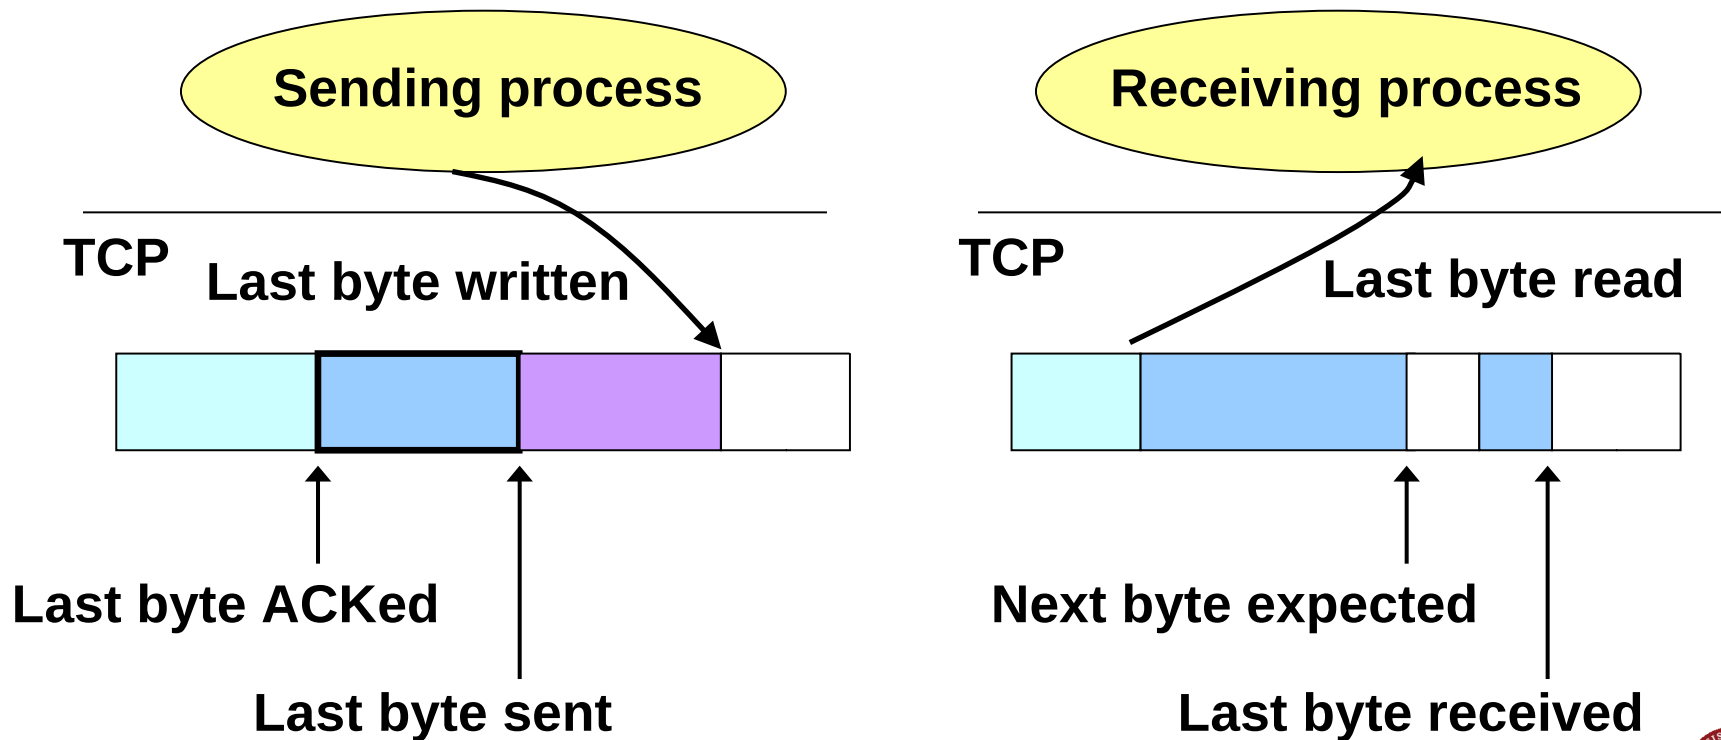 Sending process
TCP
Last byte written
Last byte ACKed
Last byte sent
Receiving process
TCP
Last byte read
Next byte expected
Last byte received